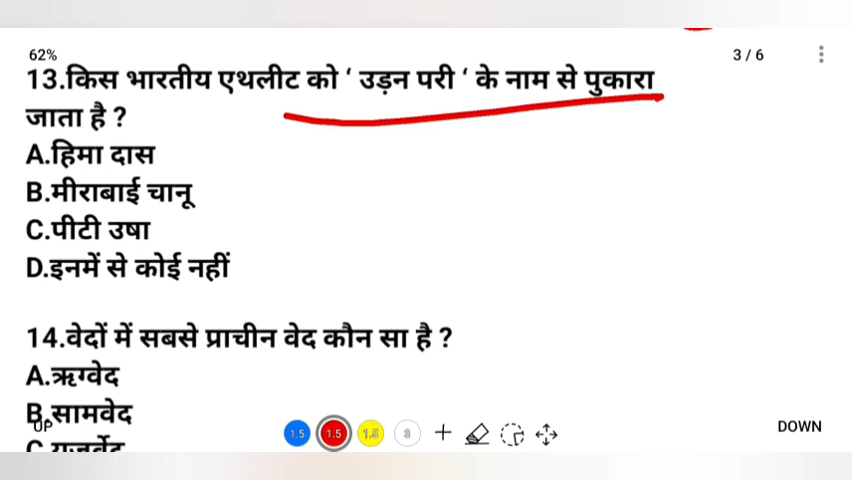 62%
3 / 6
13.किस भारतीय एथलीट को ‘ उड़न परी ‘ के नाम से पुकारा
जाता है ?
A.हिमा दास
B.मीराबाई चानू
C.पीटी उषा
D.इनमें से कोई नहीं
14.वेदों में सबसे प्राचीन वेद कौन सा है ?
A.ऋग्वेद
B.सामवेद
UP
1.5 1.5 1.5 3
DOWN